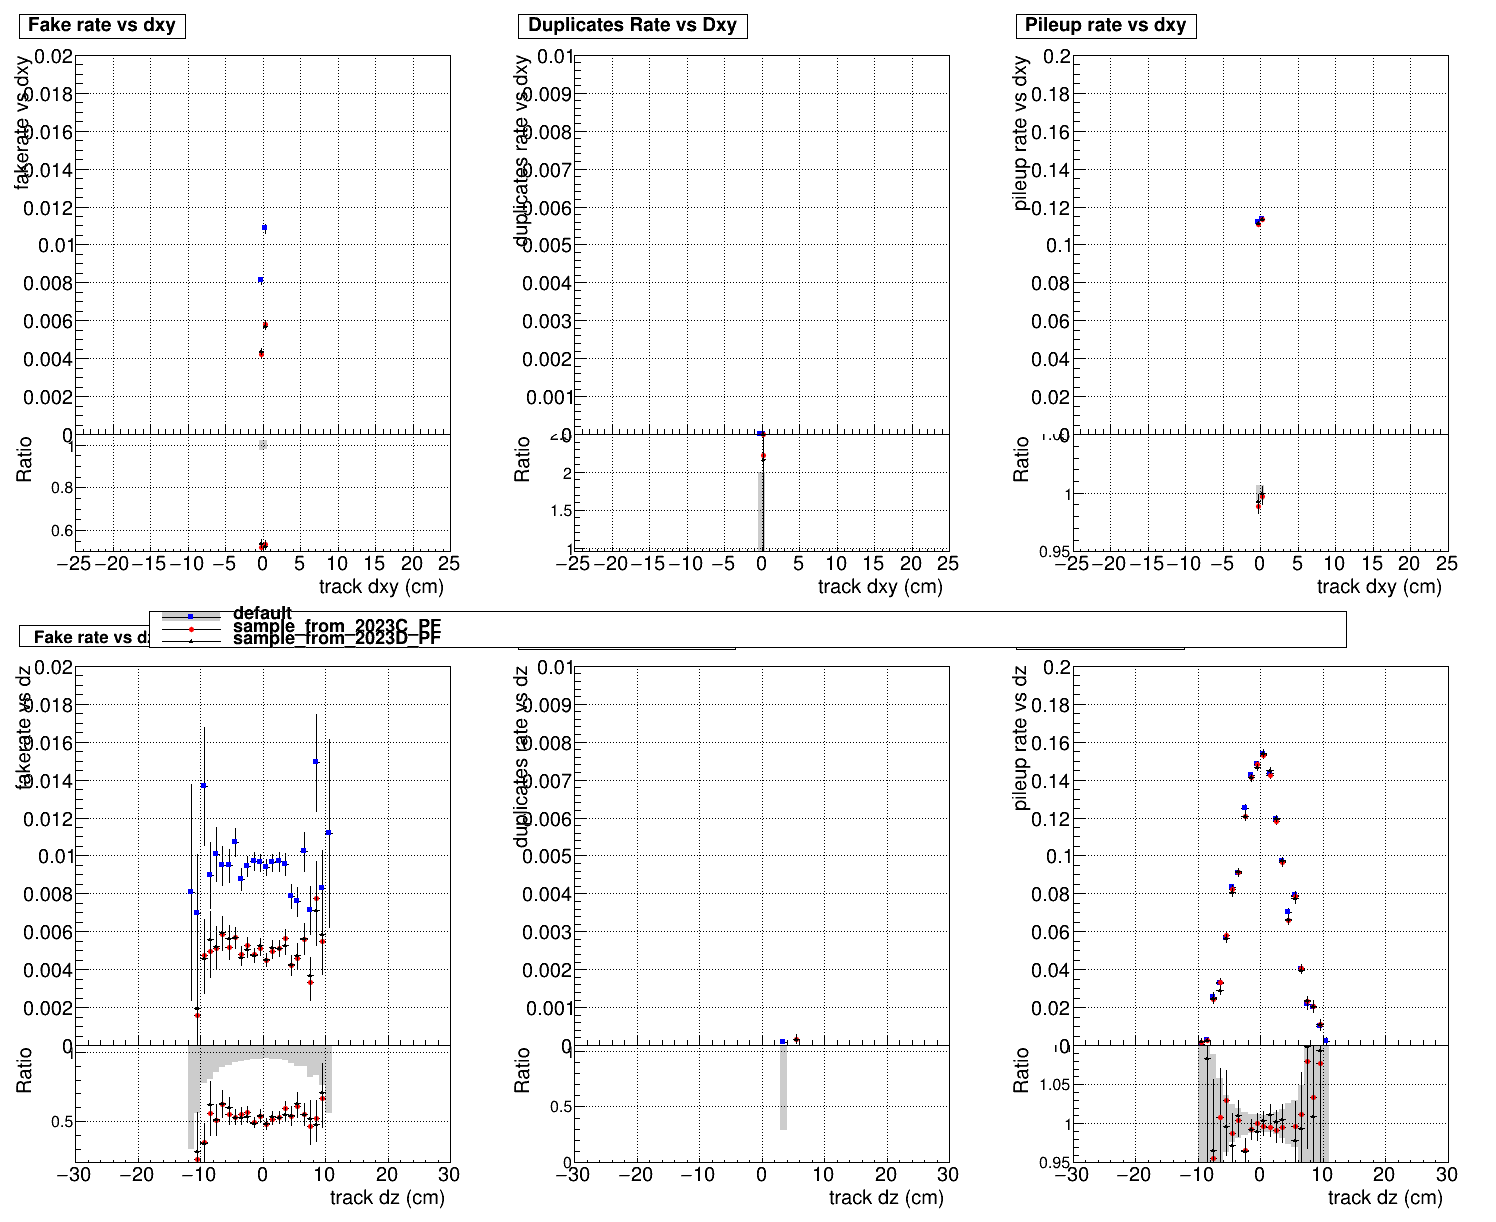 Fake rate vs dxy
fakerate vs dxy
0.02
0.018
0.016
0.014
0.012
0.01
0.008
0.006
0.004
0.002
0
Ratio
1
0.8
0.6
−25 −20 −15 −10 −5 0 5 10 15 20 25
track dxy (cm)
Duplicates Rate vs Dxy
duplicates rate vs dxy
0.01
0.009
0.008
0.007
0.006
0.005
0.004
0.003
0.002
0.001
0
Ratio
2
1.5
1
−25 −20 −15 −10 −5 0 5 10 15 20 25
track dxy (cm)
Pileup rate vs dxy
pileup rate vs dxy
0.2
0.18
0.16
0.14
0.12
0.1
0.08
0.06
0.04
0.02
0
Ratio
1
0.95
−25 −20 −15 −10 −5 0 5 10 15 20 25
track dxy (cm)
default
sample_from_2023C_PF
sample_from_2023D_PF
Fake rate vs dz
fakerate vs dz
0.02
0.018
0.016
0.014
0.012
0.01
0.008
0.006
0.004
0.002
0
Ratio
1
0.5
−30 −20 −10 0 10 20 30
track dz (cm)
duplicates rate vs dz
0.01
0.009
0.008
0.007
0.006
0.005
0.004
0.003
0.002
0.001
0
Ratio
1
0.5
0
−30 −20 −10 0 10 20 30
track dz (cm)
pileup rate vs dz
0.2
0.18
0.16
0.14
0.12
0.1
0.08
0.06
0.04
0.02
0
Ratio
1.05
1
0.95
−30 −20 −10 0 10 20 30
track dz (cm)